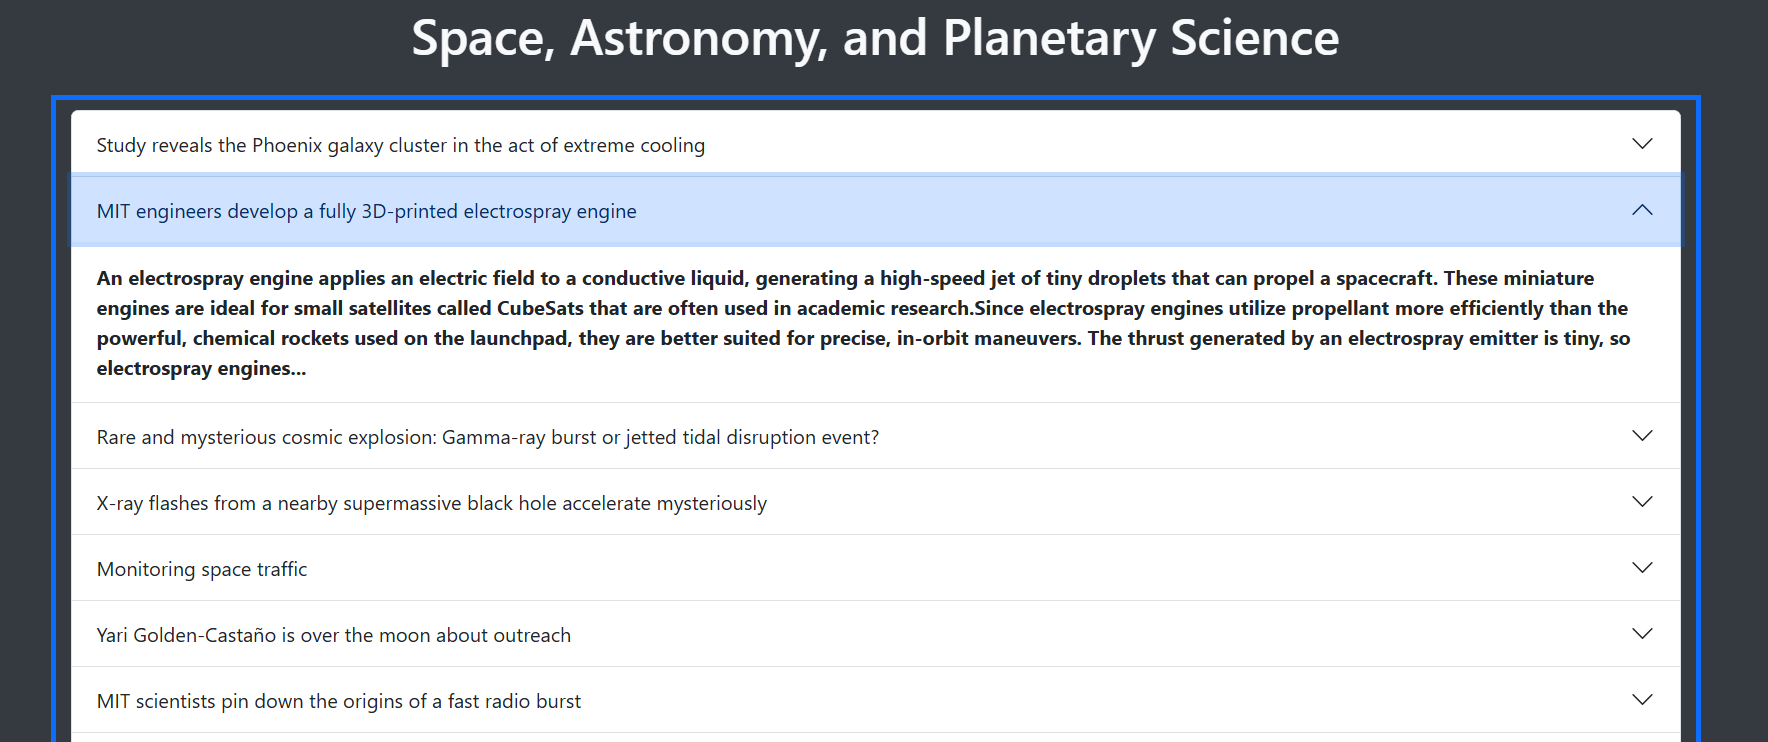 Space, Astronomy, and Planetary Science
Study reveals the Phoenix galaxy cluster in the act of extreme cooling
MIT engineers develop a fully 3D-printed electrospray engine
An electrospray engine applies an electric field to a conductive liquid, generating a high-speed jet of tiny droplets that can propel a spacecraft. These miniature
engines are ideal for small satellites called CubeSats that are often used in academic research.Since electrospray engines utilize propellant more efficiently than the
powerful, chemical rockets used on the launchpad, they are better suited for precise, in-orbit maneuvers. The thrust generated by an electrospray emitter is tiny, so
electrospray engines...
Rare and mysterious cosmic explosion: Gamma-ray burst or jetted tidal disruption event?
X-ray flashes from a nearby supermassive black hole accelerate mysteriously
Monitoring space traffic
Yari Golden-Castaño is over the moon about outreach
MIT scientists pin down the origins of a fast radio burst